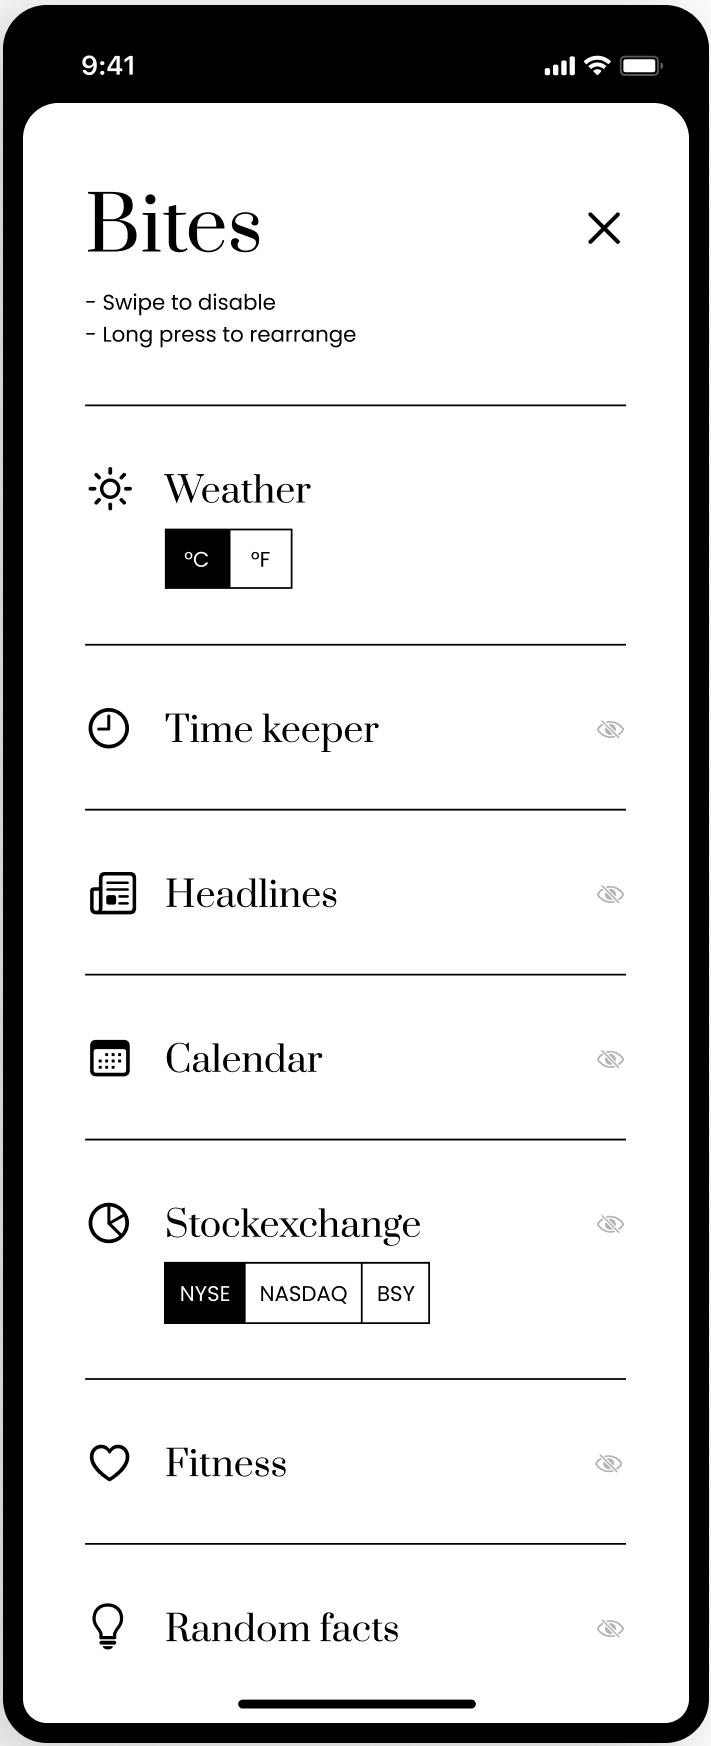 9:41
Bites
- Swipe to disable
- Long press to rearrange
Weather
ºC ºF
Time keeper
Headlines
Calendar
Stockexchange
NYSE NASDAQ BSY
Fitness
Random facts